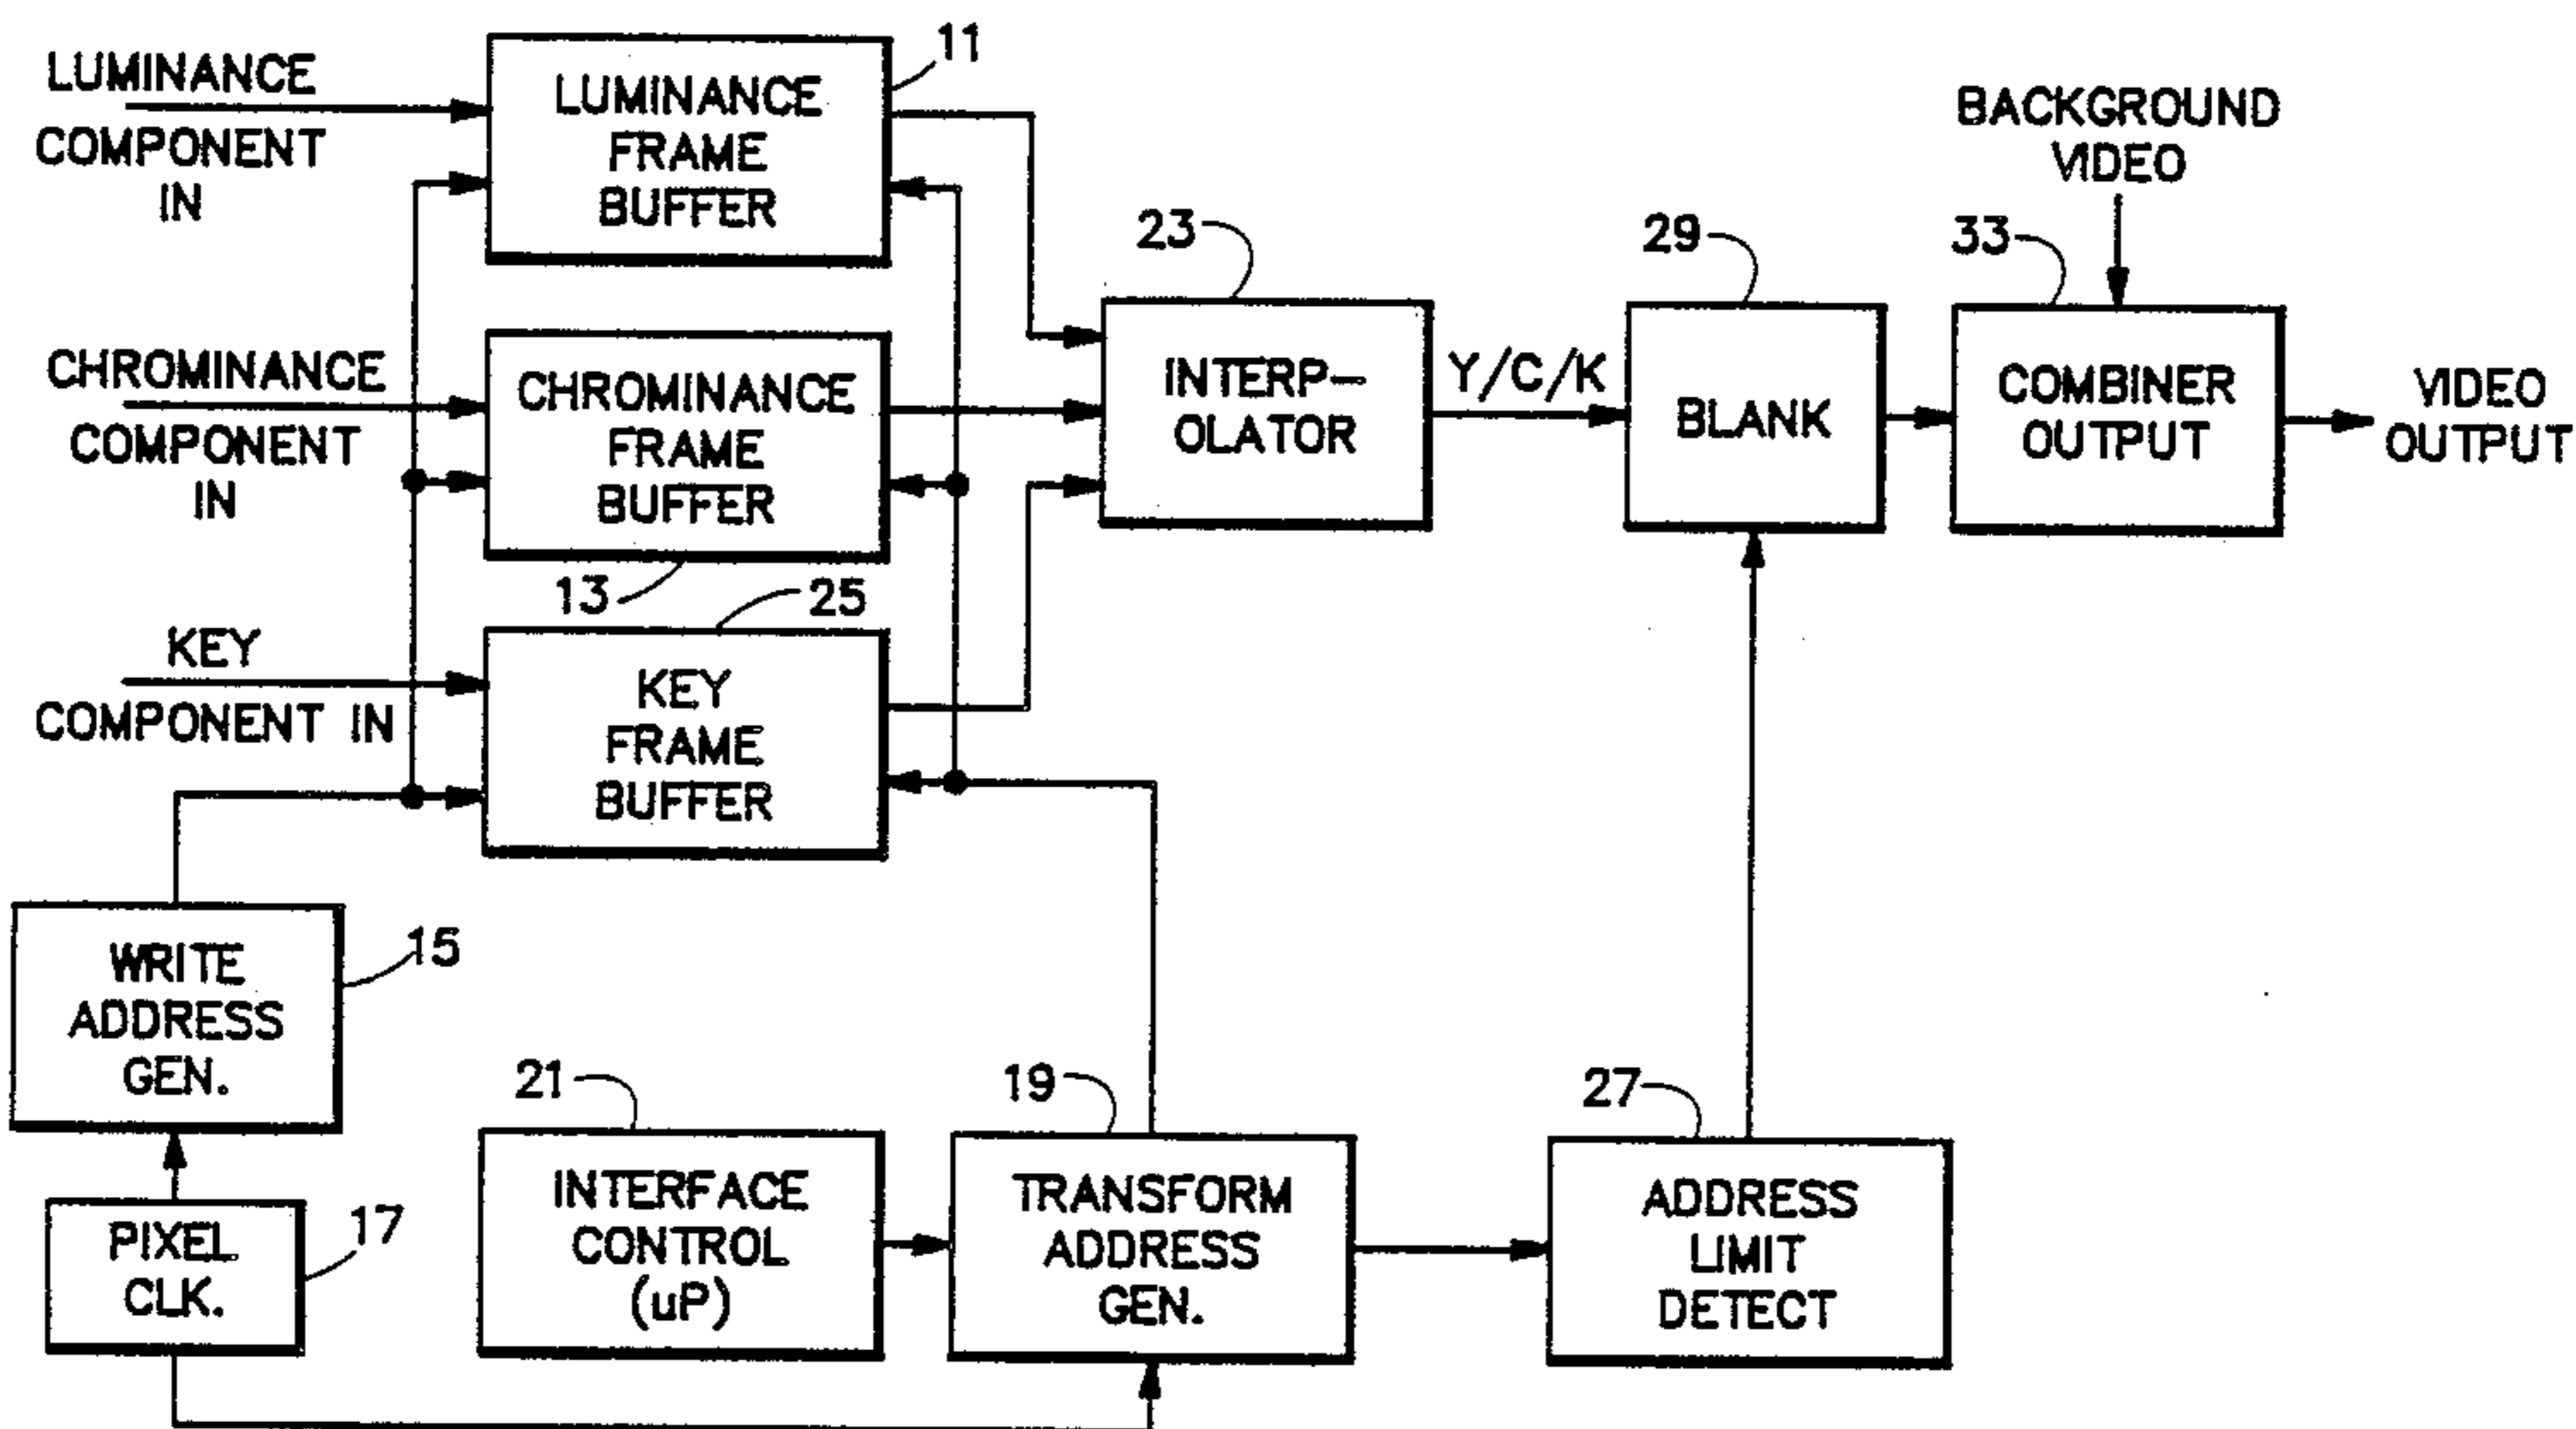 LUMINANCE
COMPONENT
IN
LUMINANCE
FRAME
BUFFER
11
BACKGROUND
VIDEO
CHROMINANCE
COMPONENT
IN
CHROMINANCE
FRAME
BUFFER
13
23
INTERP-
OLATOR
Y/C/K
29
BLANK
33
COMBINER
OUTPUT
VIDEO
OUTPUT
KEY
COMPONENT IN
25
KEY
FRAME
BUFFER
WRITE
ADDRESS
GEN.
15
PIXEL
CLK.
17
21
INTERFACE
CONTROL
(uP)
19
TRANSFORM
ADDRESS
GEN.
27
ADDRESS
LIMIT
DETECT